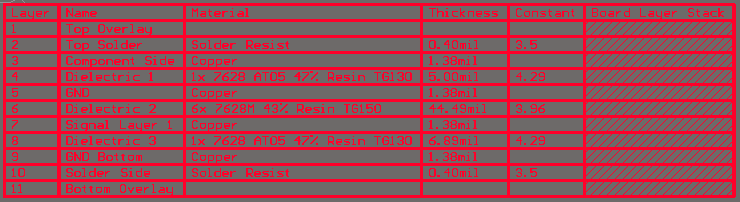 Layer Name Material Thickness Constant Board Layer Stack
1 Top Overlay
2 Top Solder Solder Resist 0.40mil 3.5
3 Component Side Copper 1.38mil
4 Dielectric 1 1x 7628 AT05 47% Resin TG130 5.00mil 4.29
5 GND Copper 1.38mil
6 Dielectric 2 6x 7628M 43% Resin TG150 44.49mil 3.96
7 Signal Layer 1 Copper 1.38mil
8 Dielectric 3 1x 7628 AT05 47% Resin TG130 6.89mil 4.29
9 GND Bottom Copper 1.38mil
10 Solder Side Solder Resist 0.40mil 3.5
11 Bottom Overlay